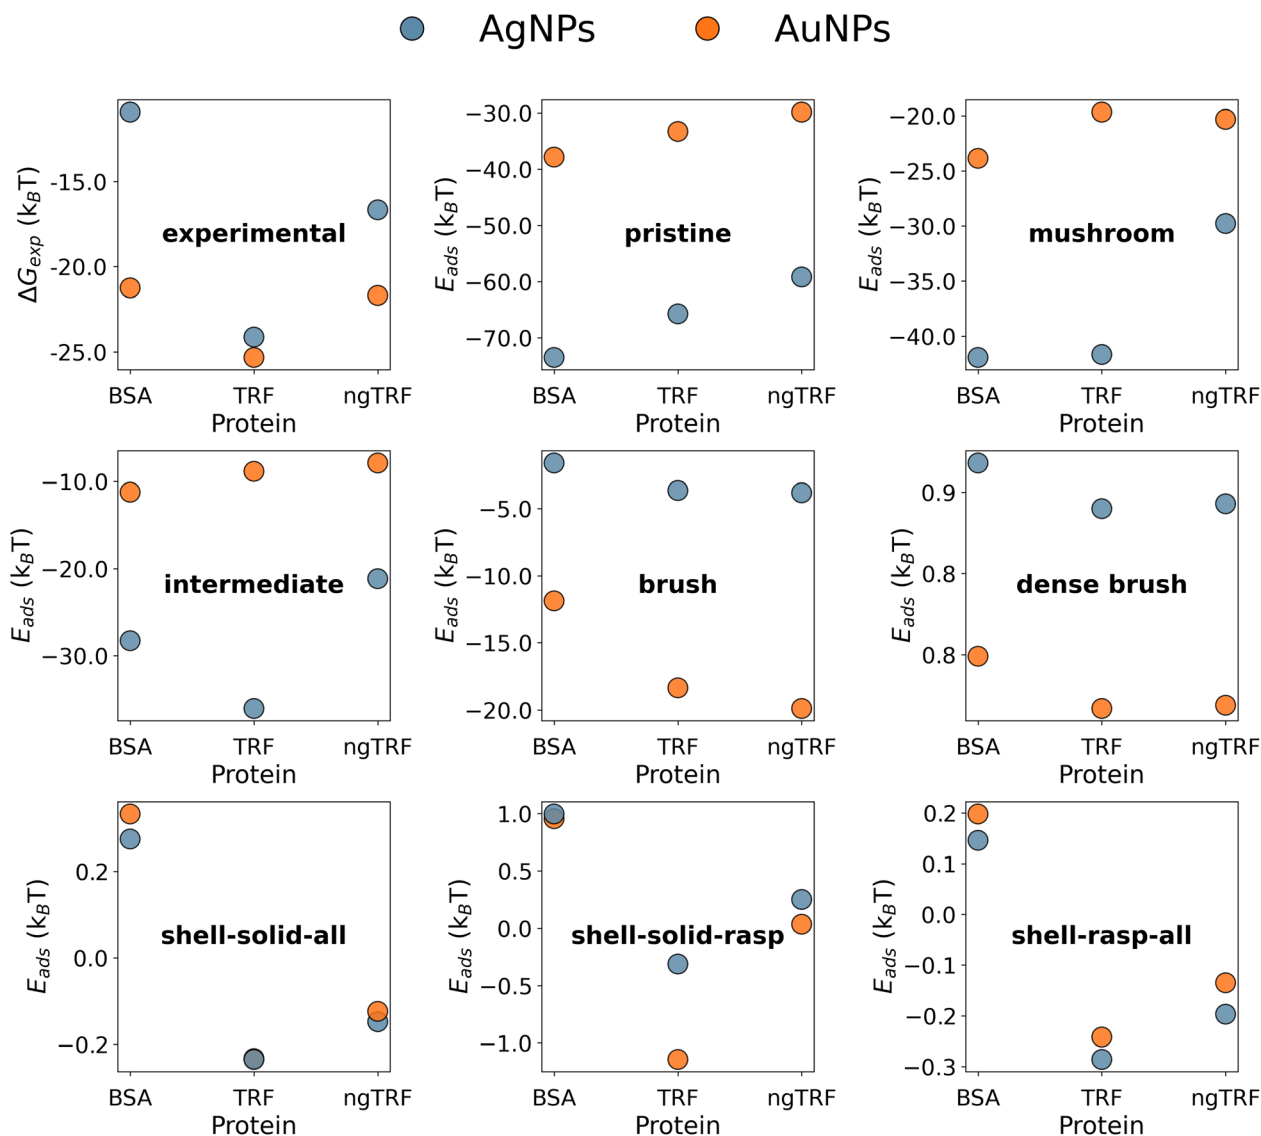 AgNPs AuNPs
-15.0
-20.0
-25.0
ΔG_exp (k_BT)
experimental
BSA TRF ngTRF
Protein
−30.0
−40.0
−50.0
−60.0
−70.0
E_ads (k_BT)
pristine
BSA TRF ngTRF
Protein
−20.0
−25.0
−30.0
−35.0
−40.0
E_ads (k_BT)
mushroom
BSA TRF ngTRF
Protein
−10.0
−20.0
−30.0
E_ads (k_BT)
intermediate
BSA TRF ngTRF
Protein
−5.0
−10.0
−15.0
−20.0
E_ads (k_BT)
brush
BSA TRF ngTRF
Protein
0.9
0.8
0.8
E_ads (k_BT)
dense brush
BSA TRF ngTRF
Protein
0.2
0.0
−0.2
E_ads (k_BT)
shell-solid-all
BSA TRF ngTRF
Protein
1.0
0.5
0.0
−0.5
−1.0
E_ads (k_BT)
shell-solid-rasp
BSA TRF ngTRF
Protein
0.2
0.1
0.0
−0.1
−0.2
−0.3
E_ads (k_BT)
shell-rasp-all
BSA TRF ngTRF
Protein